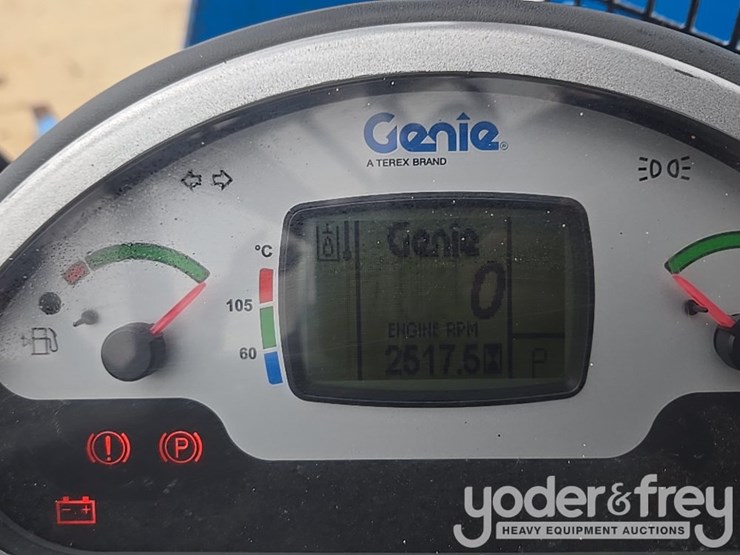 Genie®
A TEREX BRAND
°C
Genie
105
0
ENGINE RPM
60
2517.5
P
P
yoder&frey
HEAVY EQUIPMENT AUCTIONS